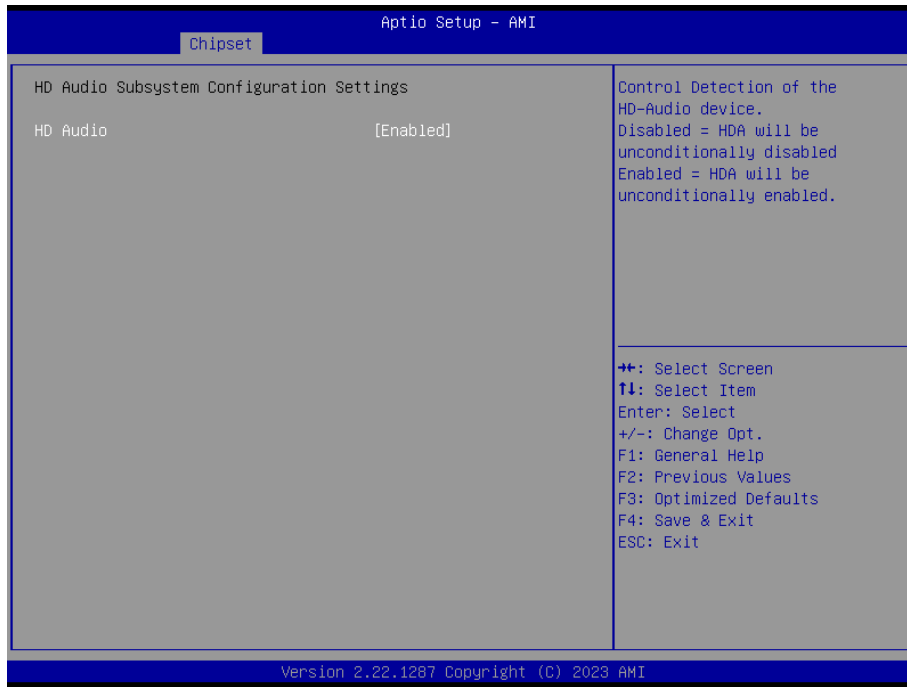 Aptio Setup – AMI
Chipset
HD Audio Subsystem Configuration Settings
HD Audio [Enabled]
Control Detection of the
HD-Audio device.
Disabled = HDA will be
unconditionally disabled
Enabled = HDA will be
unconditionally enabled.
→←: Select Screen
↑↓: Select Item
Enter: Select
+/-: Change Opt.
F1: General Help
F2: Previous Values
F3: Optimized Defaults
F4: Save & Exit
ESC: Exit
Version 2.22.1287 Copyright (C) 2023 AMI